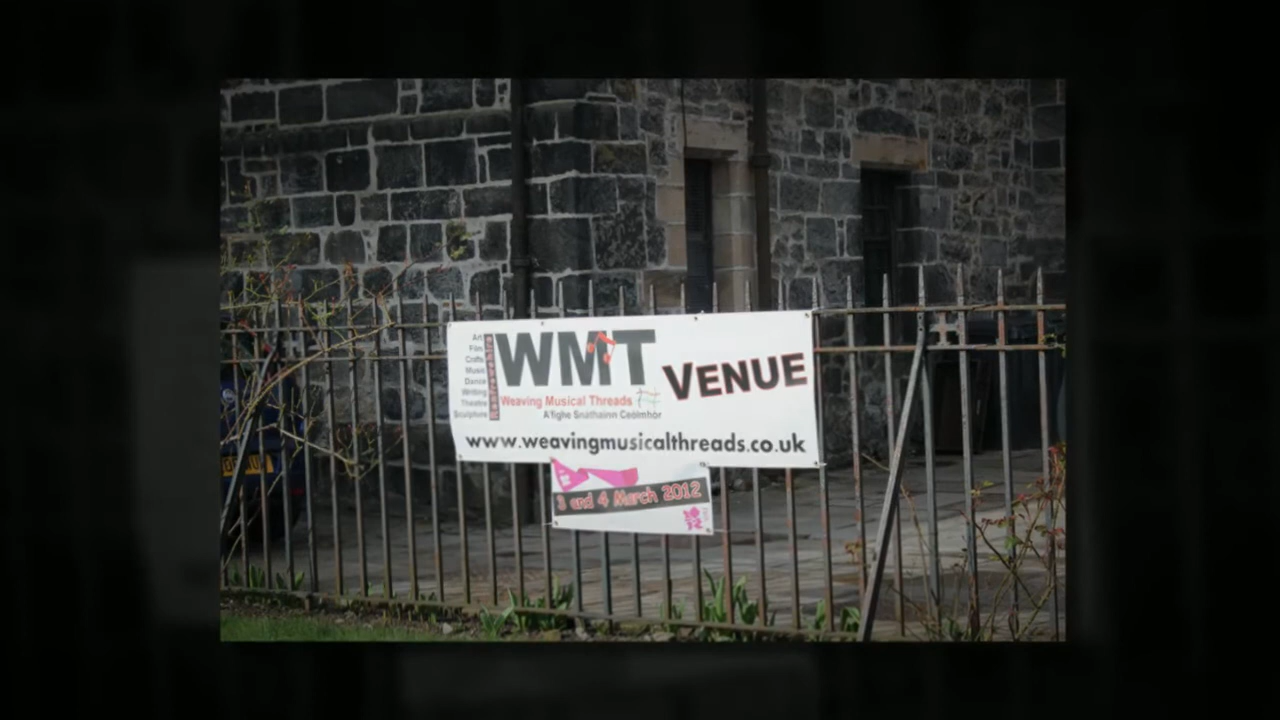 Art
Film
Crafts
Music
Dance
Writing
Theatre
Sculpture
Renfrewshire
WMT
VENUE
Weaving Musical Threads
A'fighe Snàthainn Ceòlmhor
www.weavingmusicalthreads.co.uk
3 and 4 March 2012